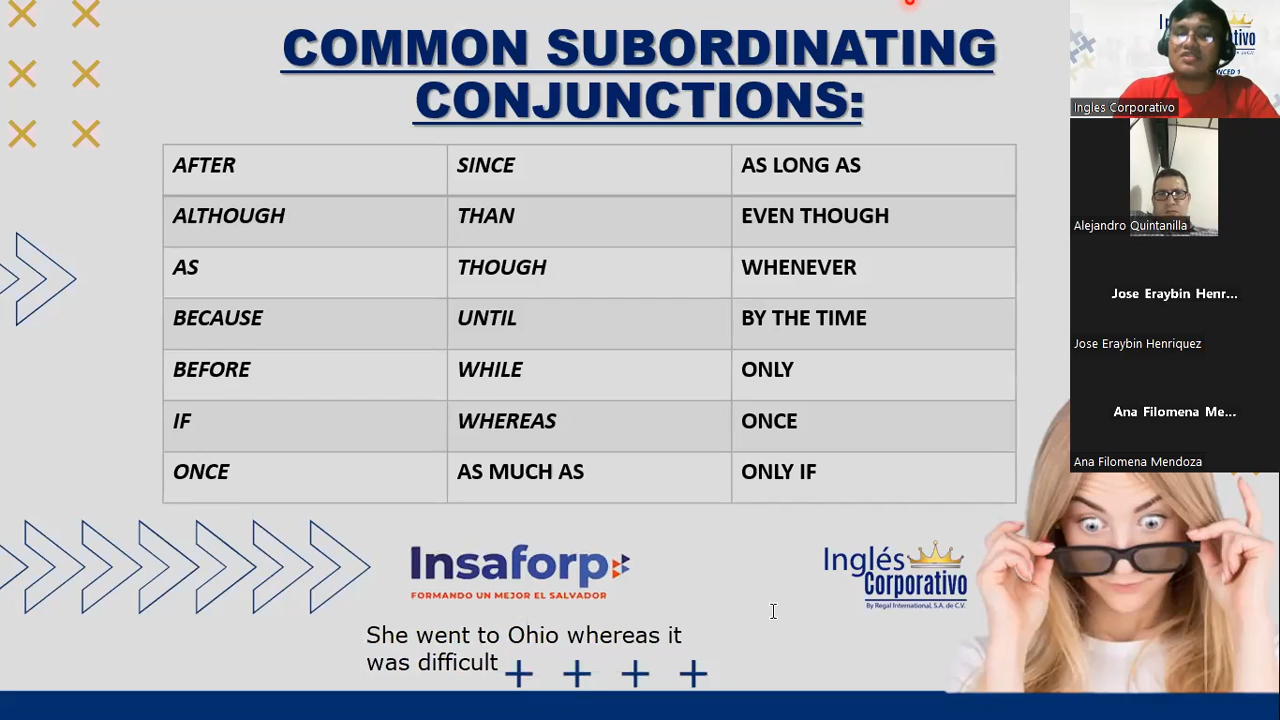 COMMON SUBORDINATING
CONJUNCTIONS:
AFTER SINCE AS LONG AS
ALTHOUGH THAN EVEN THOUGH
AS THOUGH WHENEVER
BECAUSE UNTIL BY THE TIME
BEFORE WHILE ONLY
IF WHEREAS ONCE
ONCE AS MUCH AS ONLY IF
Insaforp
FORMANDO UN MEJOR EL SALVADOR
Inglés
Corporativo
By Regal International, S.A. de C.V.
She went to Ohio whereas it
was difficult
Ingles Corporativo
Alejandro Quintanilla
Jose Eraybin Henr...
Jose Eraybin Henriquez
Ana Filomena Me...
Ana Filomena Mendoza